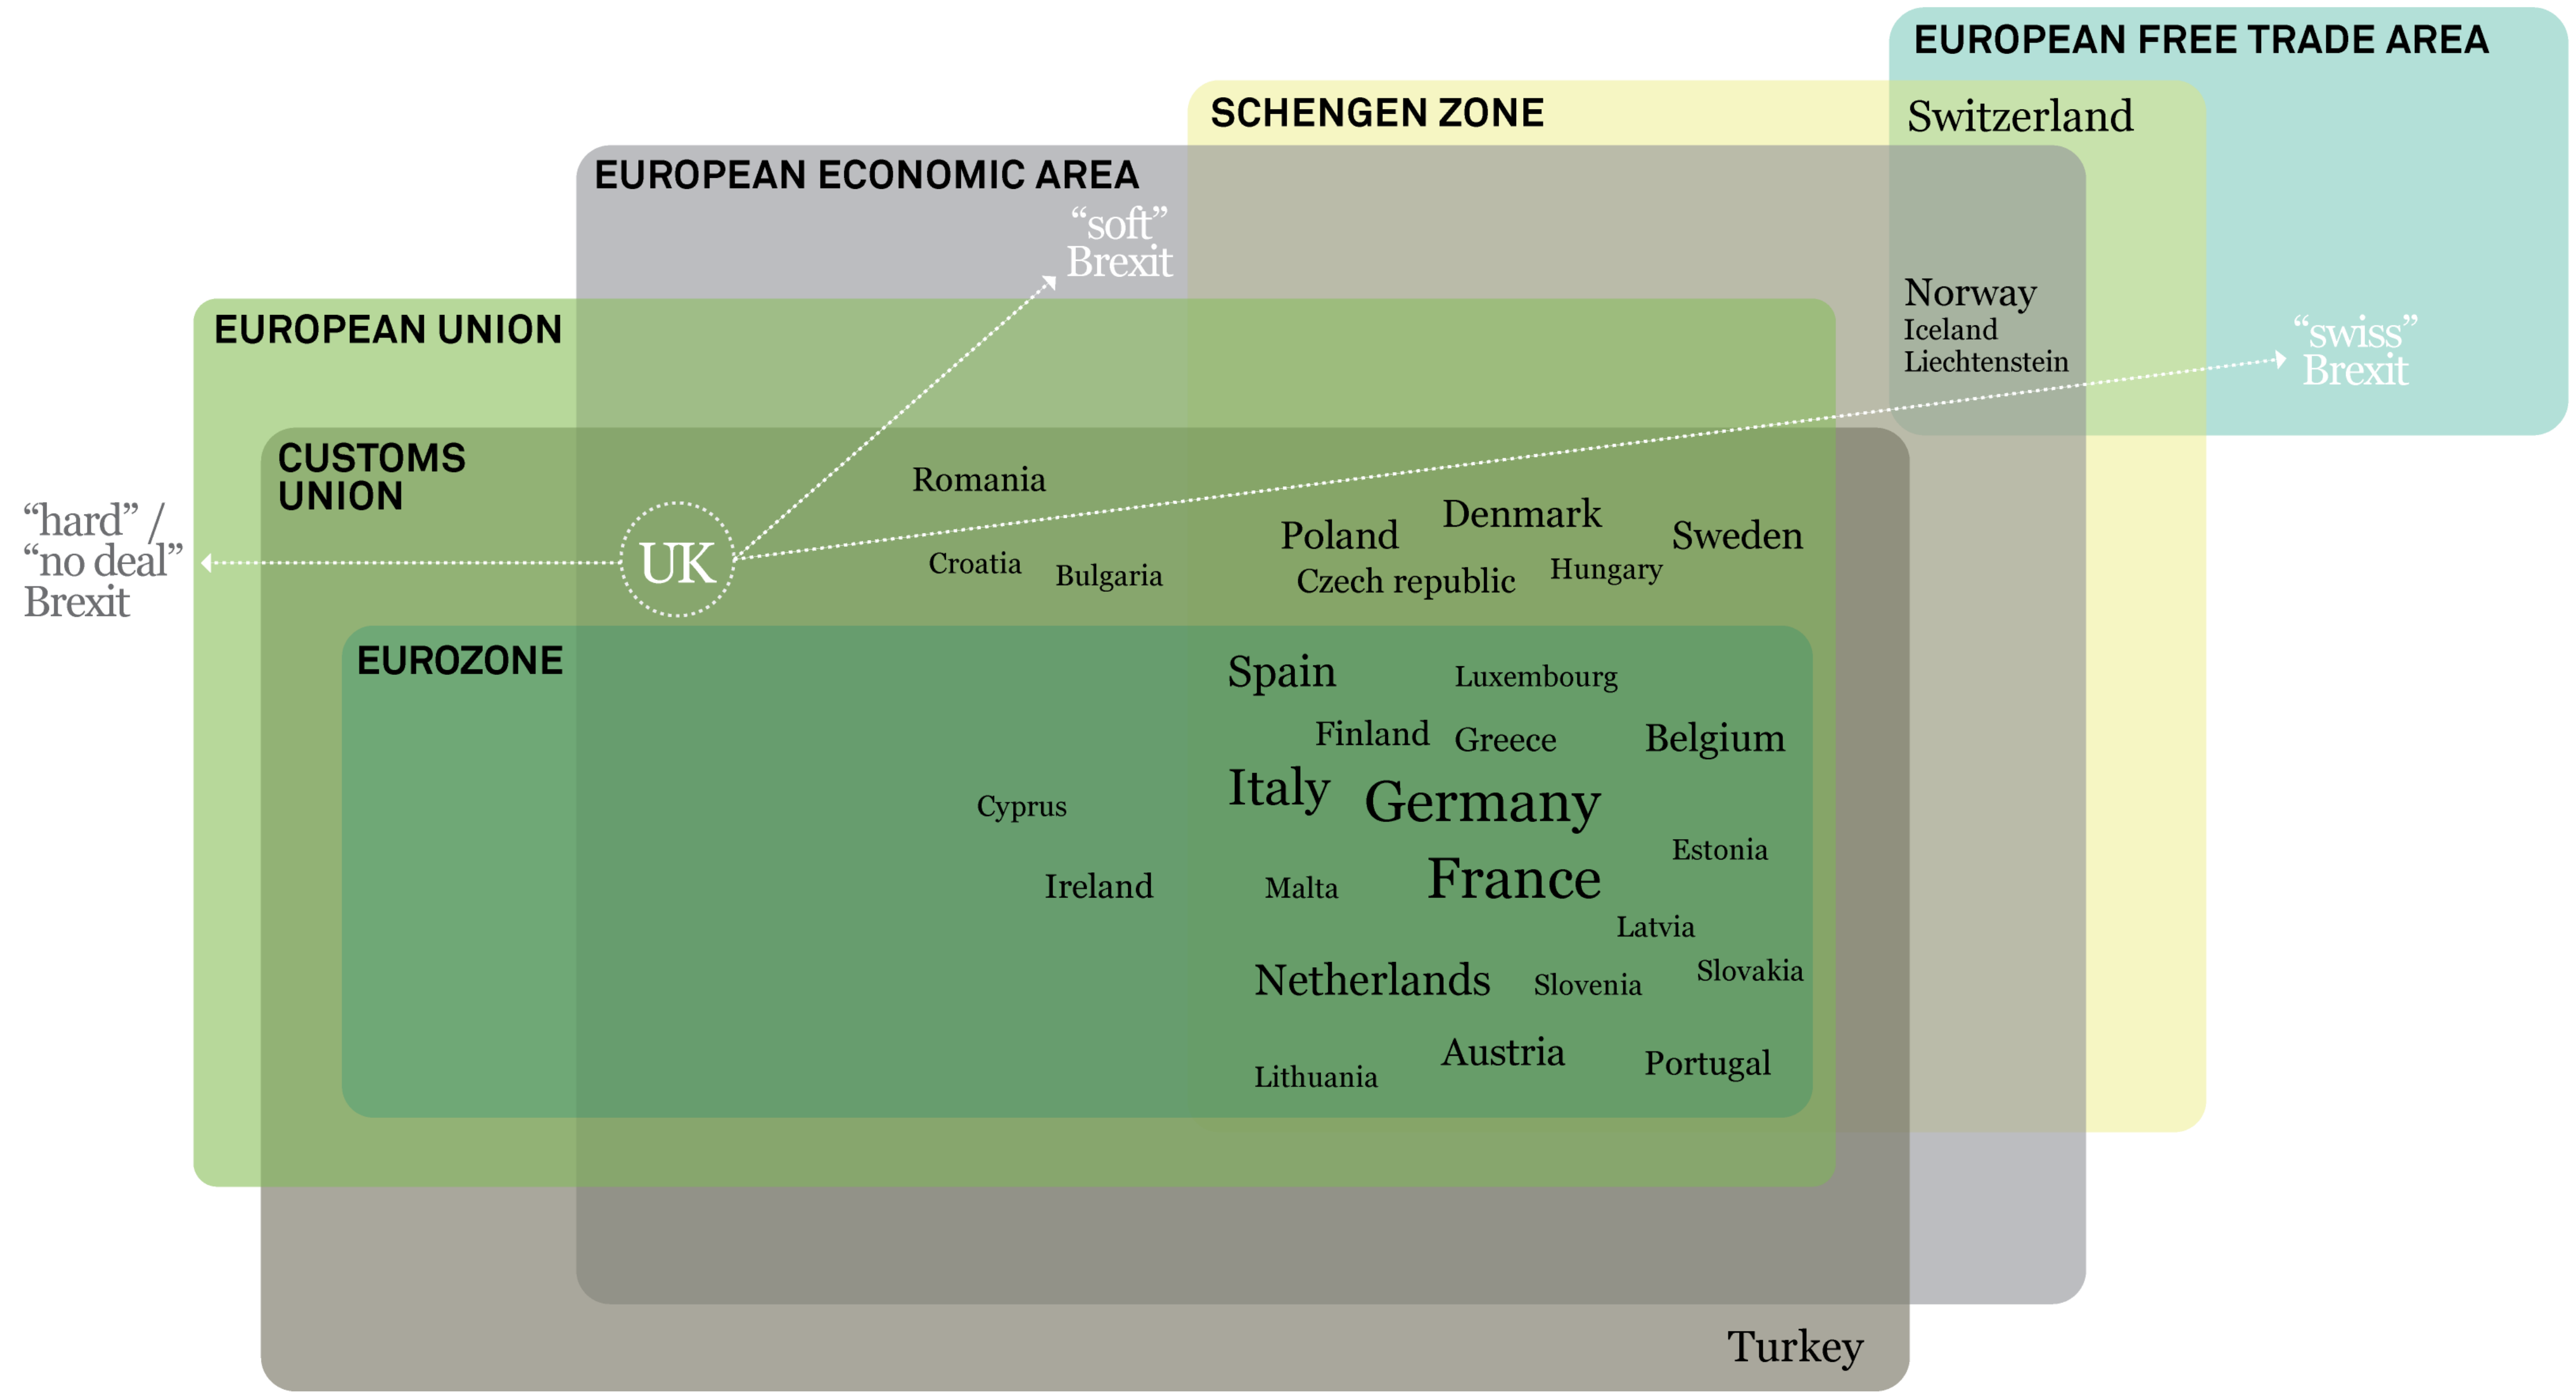 EUROPEAN FREE TRADE AREA
SCHENGEN ZONE
Switzerland
EUROPEAN ECONOMIC AREA
“soft”
Brexit
Norway
Iceland
Liechtenstein
“swiss”
Brexit
EUROPEAN UNION
CUSTOMS
UNION
“hard” /
“no deal”
Brexit
UK
Romania
Croatia
Bulgaria
Poland
Denmark
Sweden
Czech republic
Hungary
EUROZONE
Spain
Luxembourg
Finland
Greece
Belgium
Italy
Germany
Cyprus
Estonia
Ireland
Malta
France
Latvia
Netherlands
Slovenia
Slovakia
Austria
Portugal
Lithuania
Turkey